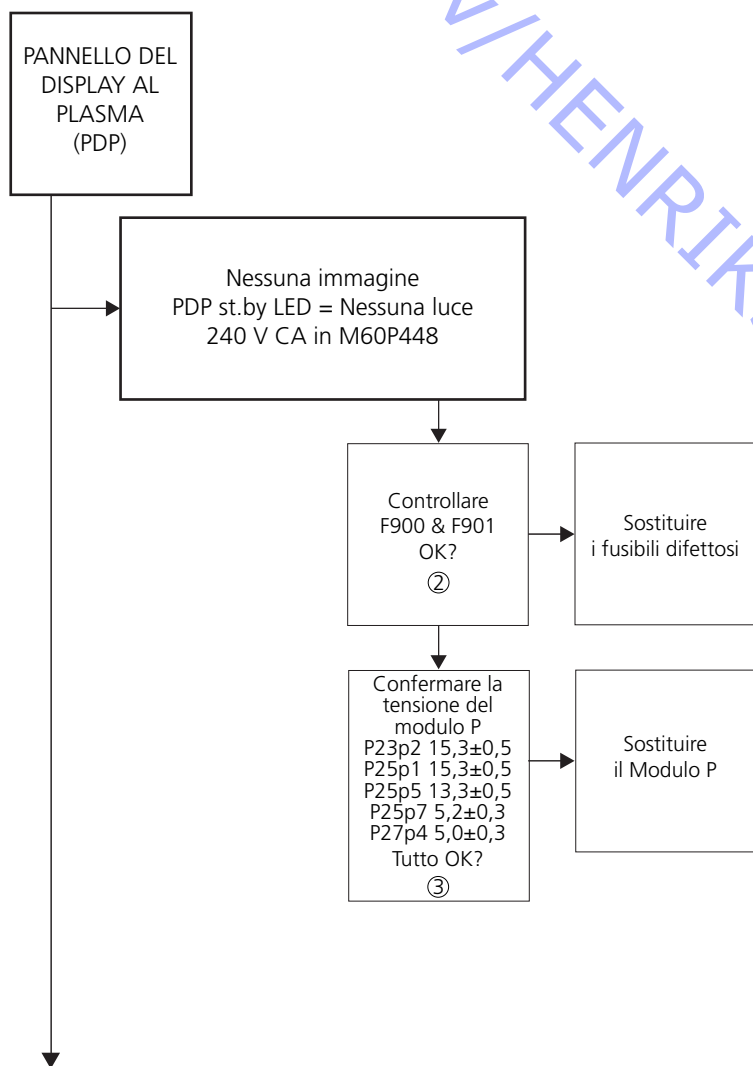 PANNELLO DEL
DISPLAY AL
PLASMA
(PDP)
V/HENRIK
Nessuna immagine
PDP st.by LED = Nessuna luce
240 V CA in M60P448
Controllare
F900 & F901
OK?
②
Sostituire
i fusibili difettosi
Confermare la
tensione del
modulo P
P23p2 15,3±0,5
P25p1 15,3±0,5
P25p5 13,3±0,5
P25p7 5,2±0,3
P27p4 5,0±0,3
Tutto OK?
③
Sostituire
il Modulo P